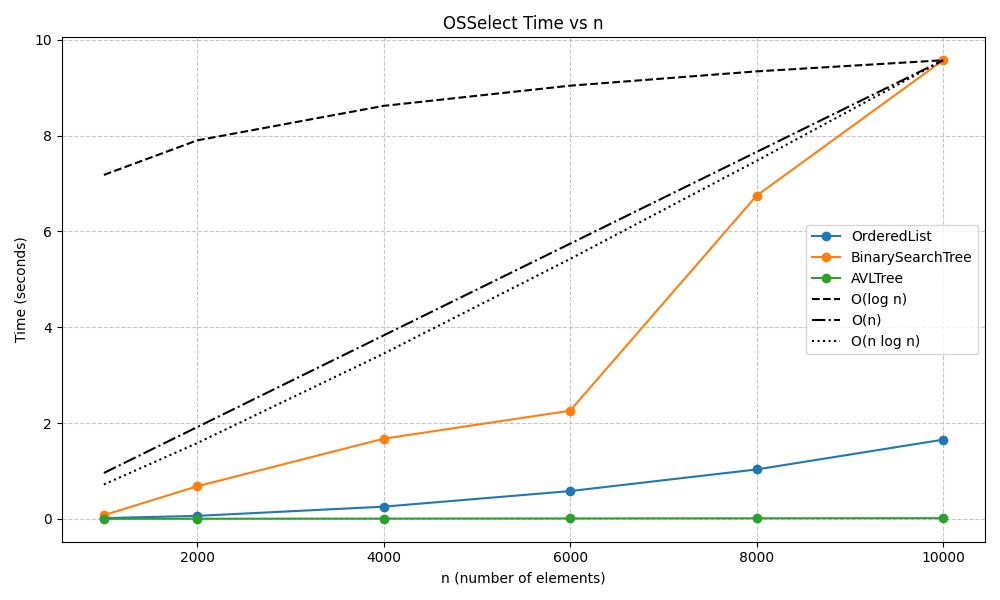 OSSelect Time vs n
Time (seconds)
10
8
6
4
2
0
OrderedList
BinarySearchTree
AVLTree
O(log n)
O(n)
O(n log n)
2000 4000 6000 8000 10000
n (number of elements)